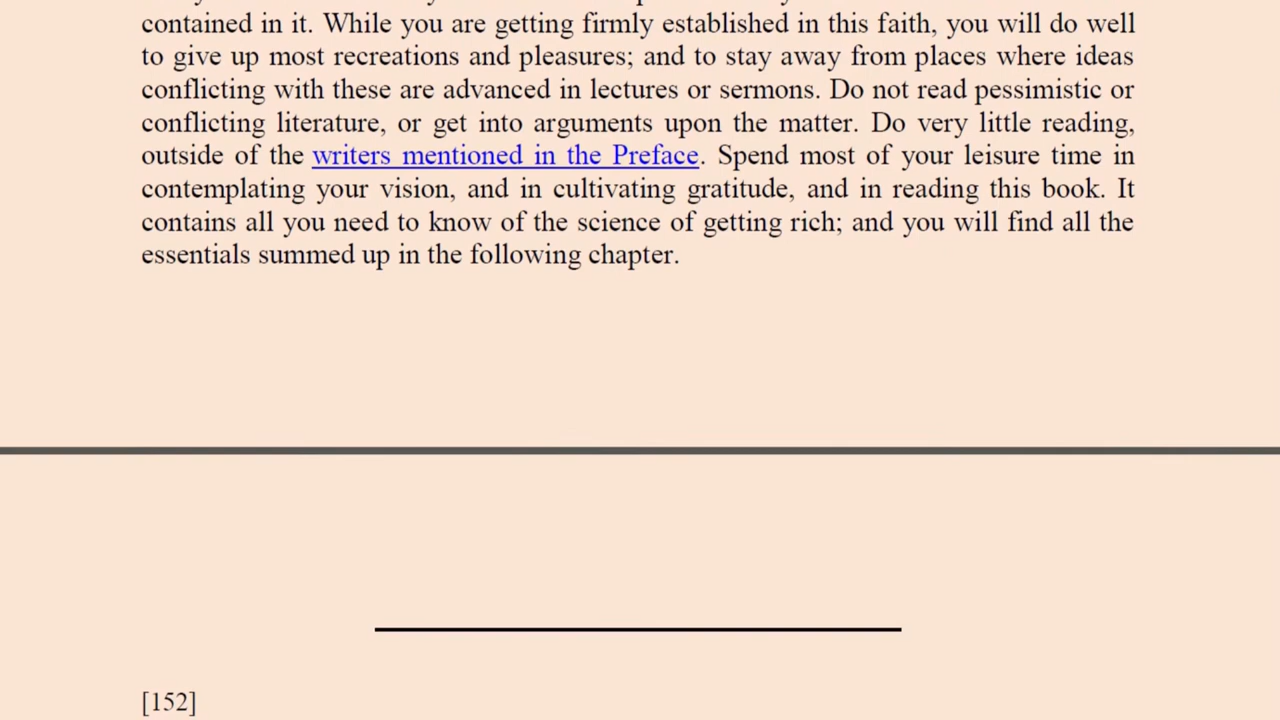 contained in it. While you are getting firmly established in this faith, you will do well
to give up most recreations and pleasures; and to stay away from places where ideas
conflicting with these are advanced in lectures or sermons. Do not read pessimistic or
conflicting literature, or get into arguments upon the matter. Do very little reading,
outside of the writers mentioned in the Preface. Spend most of your leisure time in
contemplating your vision, and in cultivating gratitude, and in reading this book. It
contains all you need to know of the science of getting rich; and you will find all the
essentials summed up in the following chapter.
[152]